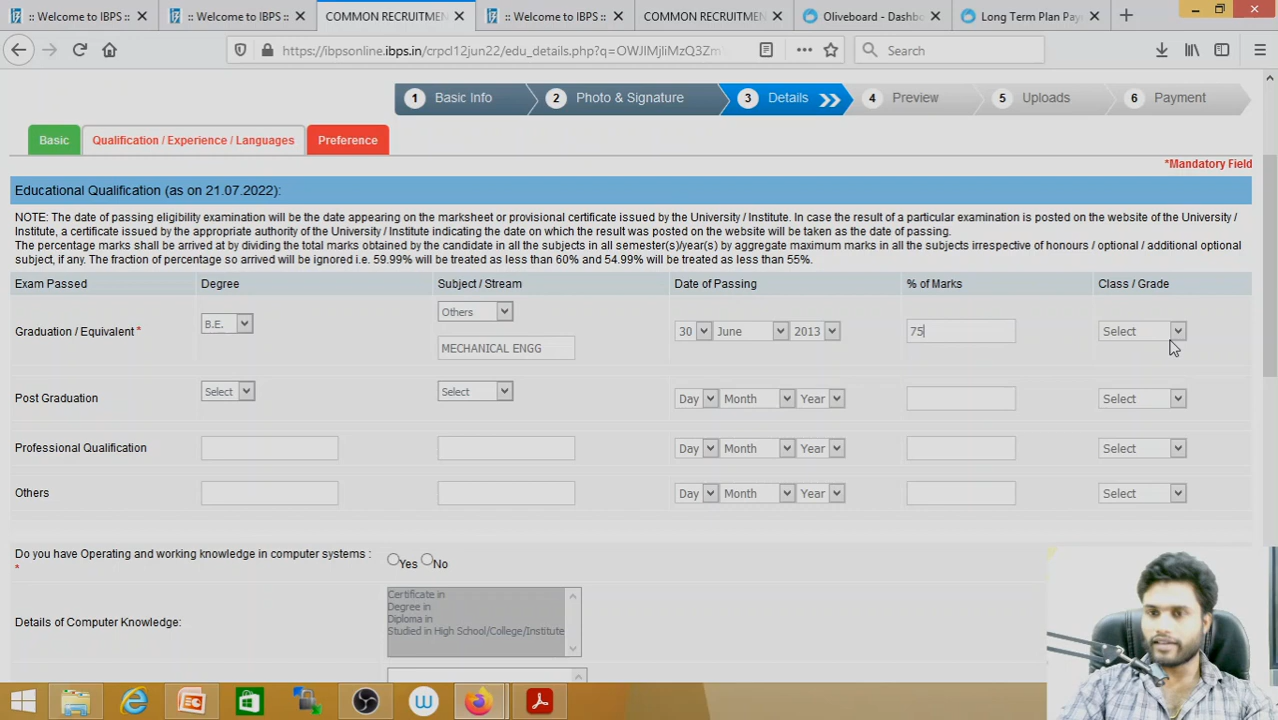 :: Welcome to IBPS ::
:: Welcome to IBPS ::
COMMON RECRUITMEN
:: Welcome to IBPS ::
COMMON RECRUITMEN
Oliveboard - Dashb
Long Term Plan Pay
https://ibpsonline.ibps.in/crpcl12jun22/edu_details.php?q=OWJlMjliMzQ3Zm
Search
1 Basic Info
2 Photo & Signature
3 Details
4 Preview
5 Uploads
6 Payment
Basic
Qualification / Experience / Languages
Preference
*Mandatory Field
Educational Qualification (as on 21.07.2022):
NOTE: The date of passing eligibility examination will be the date appearing on the marksheet or provisional certificate issued by the University / Institute. In case the result of a particular examination is posted on the website of the University /
Institute, a certificate issued by the appropriate authority of the University / Institute indicating the date on which the result was posted on the website will be taken as the date of passing.
The percentage marks shall be arrived at by dividing the total marks obtained by the candidate in all the subjects in all semester(s)/year(s) by aggregate maximum marks in all the subjects irrespective of honours / optional / additional optional
subject, if any. The fraction of percentage so arrived will be ignored i.e. 59.99% will be treated as less than 60% and 54.99% will be treated as less than 55%.
Exam Passed Degree Subject / Stream Date of Passing % of Marks Class / Grade
Others
Graduation / Equivalent * B.E. 30 June 2013 75 Select
MECHANICAL ENGG
Post Graduation Select Select Day Month Year Select
Professional Qualification Day Month Year Select
Others Day Month Year Select
Do you have Operating and working knowledge in computer systems :
*
Yes No
Certificate in
Degree in
Diploma in
Studied in High School/College/Institute
Details of Computer Knowledge: